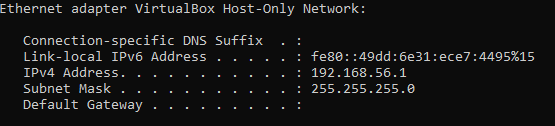 Ethernet adapter VirtualBox Host-Only Network:
Connection-specific DNS Suffix  . :
Link-local IPv6 Address . . . . . : fe80::49dd:6e31:ece7:4495%15
IPv4 Address. . . . . . . . . . . : 192.168.56.1
Subnet Mask . . . . . . . . . . . : 255.255.255.0
Default Gateway . . . . . . . . . :